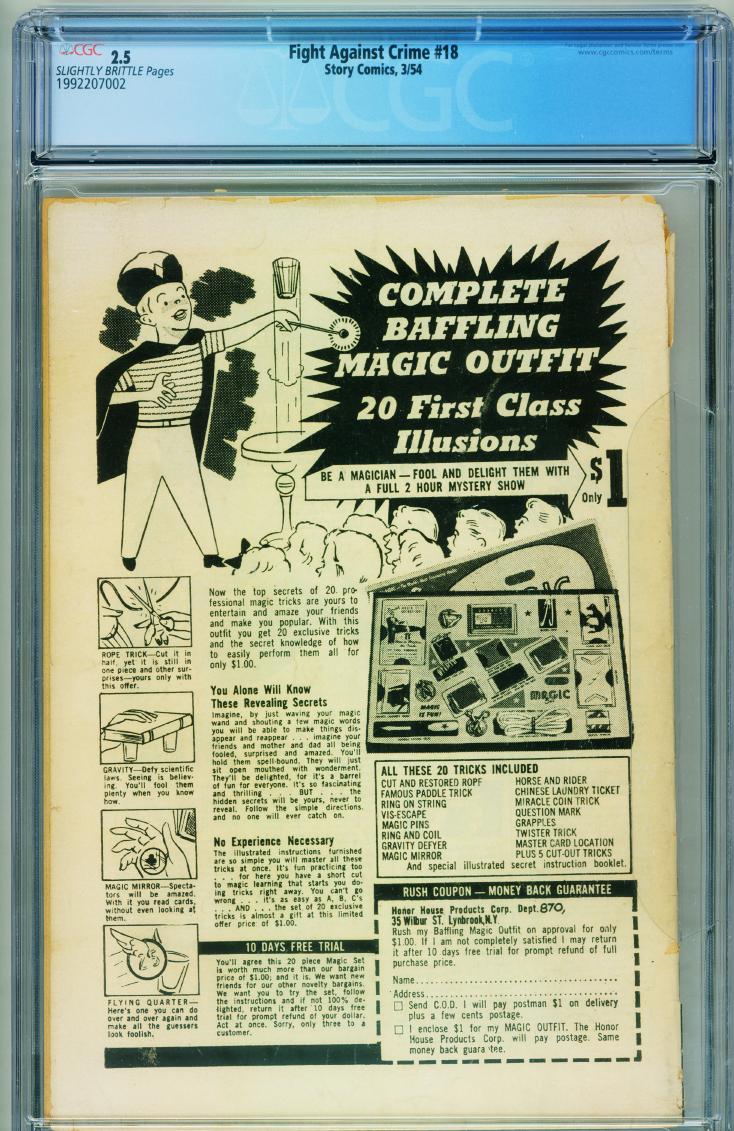 CGC 2.5
SLIGHTLY BRITTLE Pages
1992207002
Fight Against Crime #18
Story Comics, 3/54
www.cgccomics.com/terms
CGC
COMPLETE
BAFFLING
MAGIC OUTFIT
20 First Class
Illusions
BE A MAGICIAN — FOOL AND DELIGHT THEM WITH
A FULL 2 HOUR MYSTERY SHOW
Only $1
ROPE TRICK—Cut it in
half, yet it is still in
one piece and other sur-
prises—yours only with
this offer.
GRAVITY—Defy scientific
laws. Seeing is believ-
ing. You'll fool them
plenty when you know
how.
MAGIC MIRROR—Specta-
tors will be amazed.
With it you read cards,
without even looking at
them.
FLYING QUARTER—
Here's one you can do
over and over again and
make all the guessers
look foolish.
Now the top secrets of 20 pro-
fessional magic tricks are yours to
entertain and amaze your friends
and make you popular. With this
outfit you get 20 exclusive tricks
and the secret knowledge of how
to easily perform them all for
only $1.00.
You Alone Will Know
These Revealing Secrets
Imagine, by just waving your magic
wand and shouting a few magic words
you will be able to make things dis-
appear and reappear . . . imagine your
friends and mother and dad all being
fooled, surprised and amazed. You'll
hold them spell-bound. They will just
sit open mouthed with wonderment.
They'll be delighted, for it's a barrel
of fun for everyone. It's so fascinating
and thrilling . . . BUT . . . the
hidden secrets will be yours, never to
reveal. Follow the simple directions,
and no one will ever catch on.
No Experience Necessary
The illustrated instructions furnished
are so simple you will master all these
tricks at once. It's fun practicing too
. . . for here you have a short cut
to magic learning that starts you do-
ing tricks right away. You can't go
wrong . . . it's as easy as A, B, C's
. . . AND . . . the set of 20 exclusive
tricks is almost a gift at this limited
offer price of $1.00.
10 DAYS FREE TRIAL
You'll agree this 20 piece Magic Set
is worth much more than our bargain
price of $1.00; and it is. We want new
friends for our other novelty bargains.
We want you to try the set, follow
the instructions and if not 100% de-
lighted, return it after 10 days free
trial for prompt refund of your dollar.
Act at once. Sorry, only three to a
customer.
MAGIC
IS FUN!
MAGIC
ALL THESE 20 TRICKS INCLUDED
CUT AND RESTORED ROPE
FAMOUS PADDLE TRICK
RING ON STRING
VIS-ESCAPE
MAGIC PINS
RING AND COIL
GRAVITY DEFYER
MAGIC MIRROR
HORSE AND RIDER
CHINESE LAUNDRY TICKET
MIRACLE COIN TRICK
QUESTION MARK
GRAPPLES
TWISTER TRICK
MASTER CARD LOCATION
PLUS 5 CUT-OUT TRICKS
And special illustrated secret instruction booklet.
RUSH COUPON — MONEY BACK GUARANTEE
Honor House Products Corp. Dept. 870,
35 Wilbur ST. Lynbrook, N.Y.
Rush my Baffling Magic Outfit on approval for only
$1.00. If I am not completely satisfied I may return
it after 10 days free trial for prompt refund of full
purchase price.
Name
Address
Send C.O.D. I will pay postman $1 on delivery
plus a few cents postage.
I enclose $1 for my MAGIC OUTFIT. The Honor
House Products Corp. will pay postage. Same
money back guarantee.